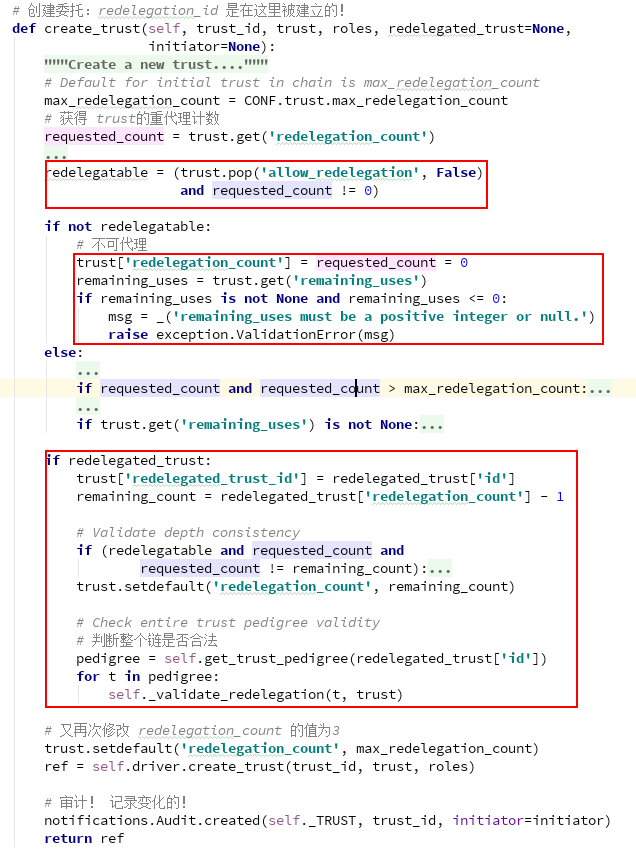 # 创建委托：redelegation_id 是在这里被建立的!
def create_trust(self, trust_id, trust, roles, redelegated_trust=None,
initiator=None):
"""Create a new trust...."""
# Default for initial trust in chain is max_redelegation_count
max_redelegation_count = CONF.trust.max_redelegation_count
# 获得 trust的重代理计数
requested_count = trust.get('redelegation_count')
...
redelegatable = (trust.pop('allow_redelegation', False)
and requested_count != 0)
if not redelegatable:
# 不可代理
trust['redelegation_count'] = requested_count = 0
remaining_uses = trust.get('remaining_uses')
if remaining_uses is not None and remaining_uses <= 0:
msg = _('remaining_uses must be a positive integer or null.')
raise exception.ValidationError(msg)
else:
...
if requested_count and requested_count > max_redelegation_count:...
...
if trust.get('remaining_uses') is not None:...
if redelegated_trust:
trust['redelegated_trust_id'] = redelegated_trust['id']
remaining_count = redelegated_trust['redelegation_count'] - 1
# Validate depth consistency
if (redelegatable and requested_count and
requested_count != remaining_count):...
trust.setdefault('redelegation_count', remaining_count)
# Check entire trust pedigree validity
# 判断整个链是否合法
pedigree = self.get_trust_pedigree(redelegated_trust['id'])
for t in pedigree:
self._validate_redelegation(t, trust)
# 又再次修改 redelegation_count 的值为3
trust.setdefault('redelegation_count', max_redelegation_count)
ref = self.driver.create_trust(trust_id, trust, roles)
# 审计! 记录变化的!
notifications.Audit.created(self._TRUST, trust_id, initiator=initiator)
return ref